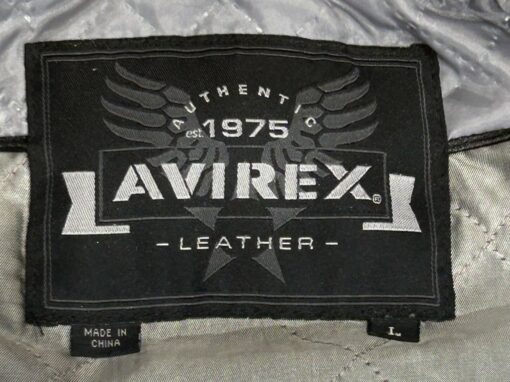 AUTHENTIC
est. 1975
AVIREX®
- LEATHER -
MADE IN
CHINA
L